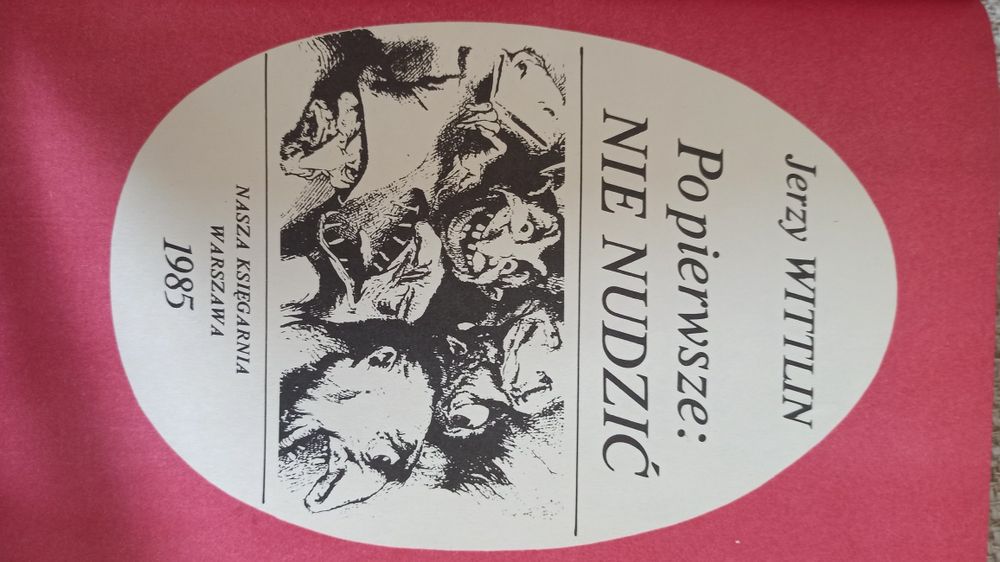 Jerzy WITTLIN
Po pierwsze:
NIE NUDZIĆ
NASZA KSIĘGARNIA
WARSZAWA
1985